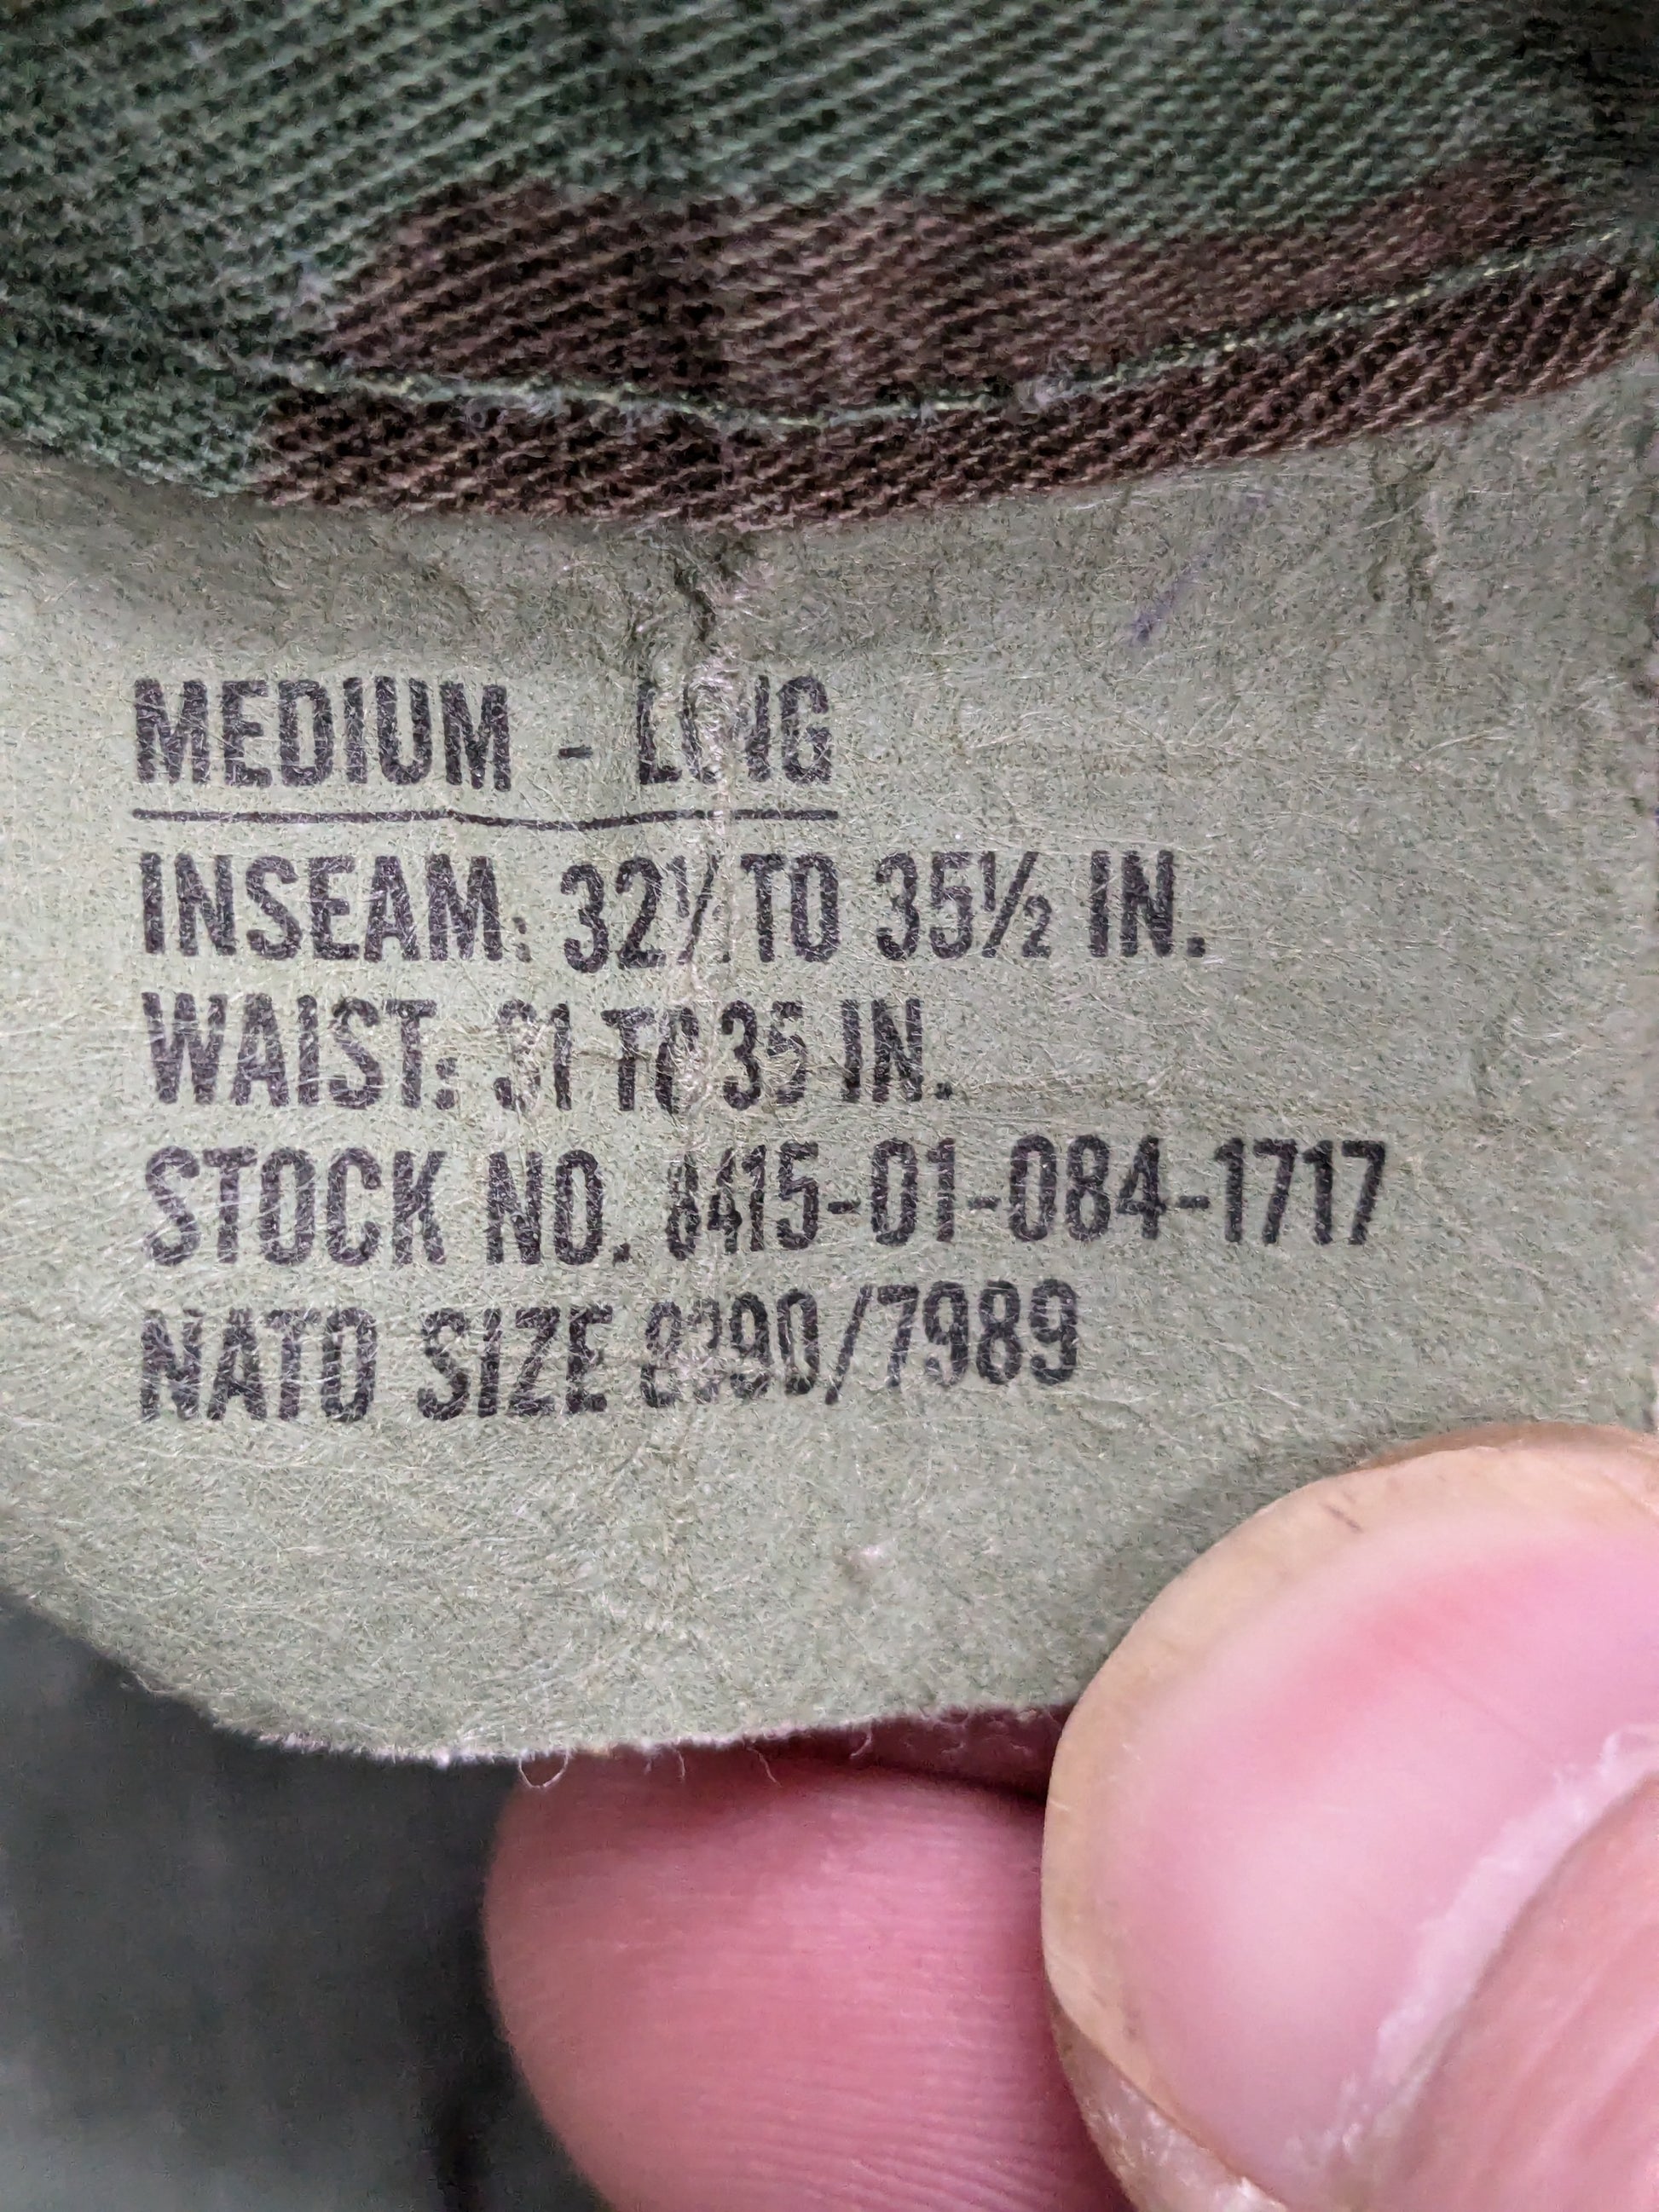 MEDIUM - LONG
INSEAM: 32½ TO 35½ IN.
WAIST: 31 TO 35 IN.
STOCK NO. 8415-01-084-1717
NATO SIZE 8290/7989